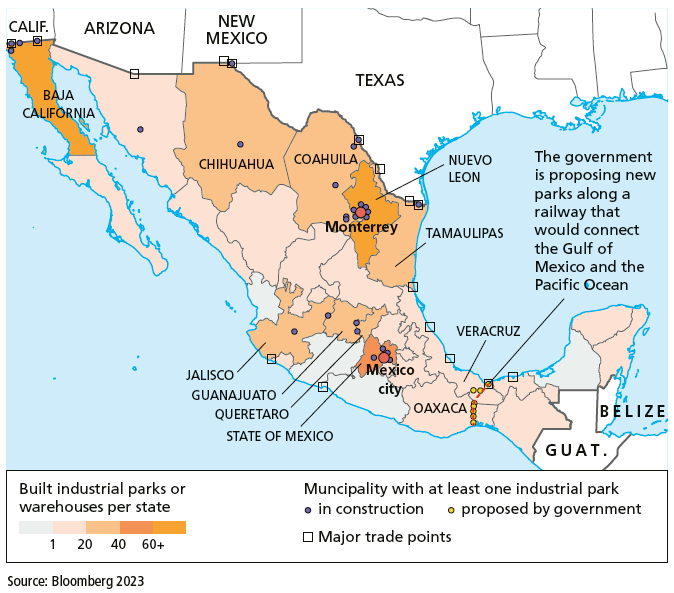 CALIF.
ARIZONA
NEW
MEXICO
TEXAS
BAJA
CALIFORNIA
CHIHUAHUA
COAHUILA
NUEVO
LEON
Monterrey
TAMAULIPAS
The government
is proposing new
parks along a
railway that
would connect
the Gulf of
Mexico and the
Pacific Ocean
VERACRUZ
JALISCO
GUANAJUATO
QUERETARO
STATE OF MEXICO
Mexico
city
OAXACA
BELIZE
GUAT.
Built industrial parks or
warehouses per state
1 20 40 60+
Muncipality with at least one industrial park
in construction
proposed by government
Major trade points
Source: Bloomberg 2023